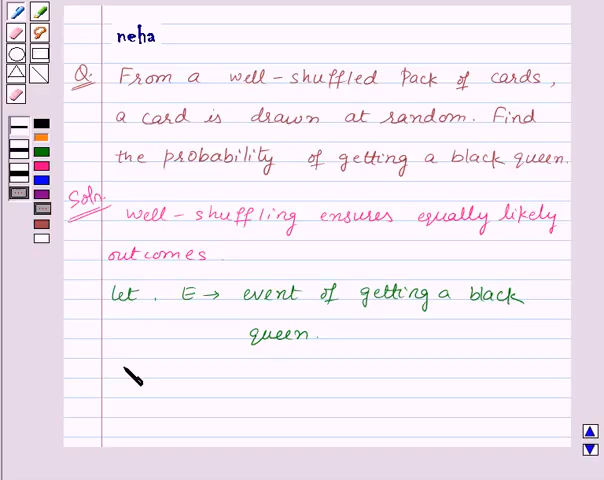 neha
Q. From a well-shuffled pack of cards,
a card is drawn at random. Find
the probability of getting a black queen.
Soln. well-shuffling ensures equally likely
outcomes.
let, E → event of getting a black
queen.